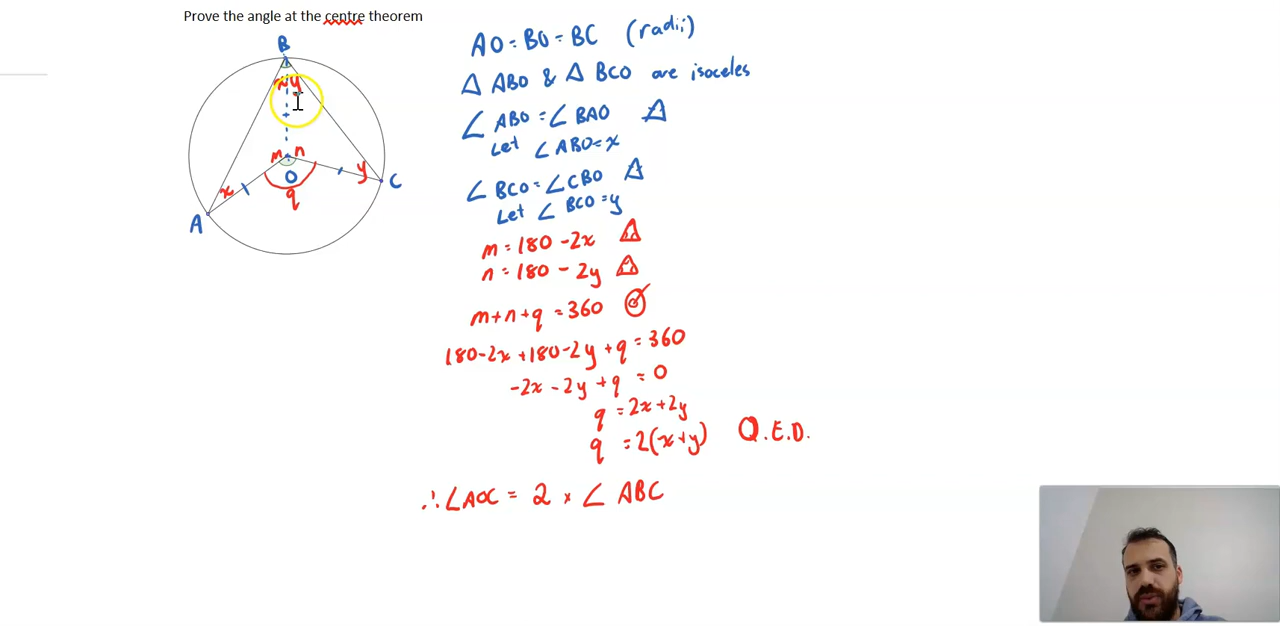 Prove the angle at the centre theorem
B
x y
m n
O
x
y
q
A
C
AO = BO = BC (radii)
Δ ABO & Δ BCO are isoceles
∠ ABO = ∠ BAO Δ
Let ∠ABO = x
∠ BCO = ∠CBO Δ
Let ∠ BCO = y
m = 180 - 2x
n = 180 - 2y
m + n + q = 360
180 - 2x + 180 - 2y + q = 360
-2x - 2y + q = 0
q = 2x + 2y
q = 2(x + y) Q.E.D.
∴ ∠AOC = 2 × ∠ ABC